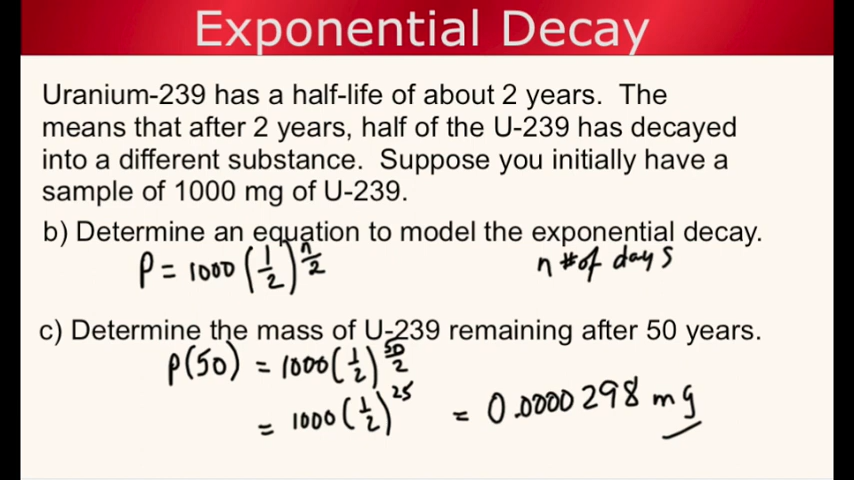 Exponential Decay
Uranium-239 has a half-life of about 2 years. The
means that after 2 years, half of the U-239 has decayed
into a different substance. Suppose you initially have a
sample of 1000 mg of U-239.
b) Determine an equation to model the exponential decay.
P = 1000 (1/2)^n/2
n # of days
c) Determine the mass of U-239 remaining after 50 years.
P(50) = 1000 (1/2)^50/2
= 1000 (1/2)^25 = 0.0000298 mg